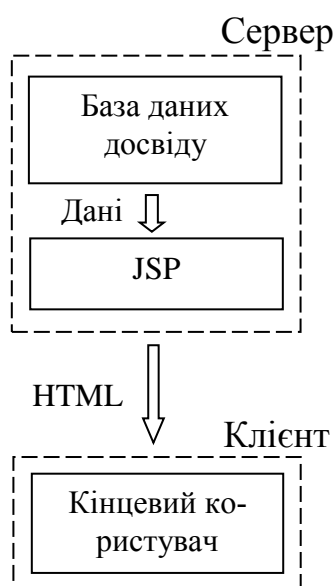 Сервер
База даних
досвіду
Дані
JSP
HTML
Клієнт
Кінцевий ко-
ристувач